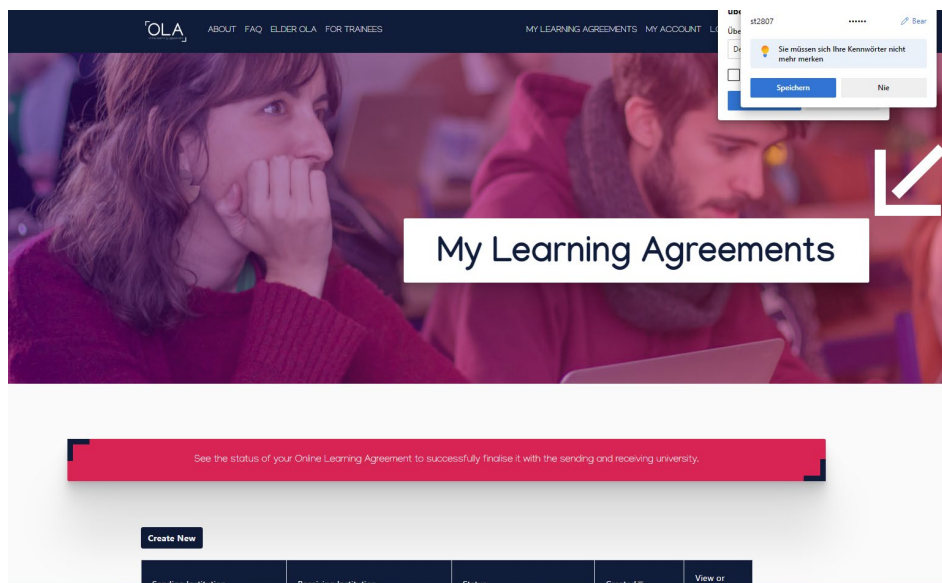 OLA
ABOUT FAQ ELDER OLA FOR TRAINEES
MY LEARNING AGREEMENTS MY ACCOUNT
st2807 •••••• Bear
Sie müssen sich Ihre Kennwörter nicht
mehr merken
Speichern Nie
My Learning Agreements
See the status of your Online Learning Agreement to successfully finalise it with the sending and receiving university.
Create New
View or